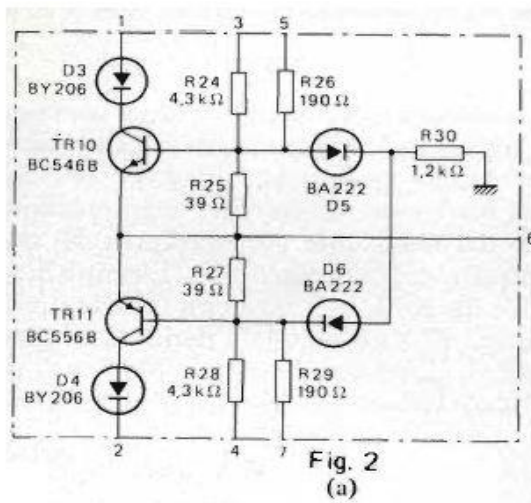 1
3
5
D3
BY206
R24
4,3kΩ
R26
190Ω
TR10
BC546B
R30
1,2kΩ
R25
39Ω
BA222
D5
6
R27
39Ω
D6
BA222
TR11
BC556B
D4
BY206
R28
4,3kΩ
R29
190Ω
2
4
7
Fig. 2
(a)